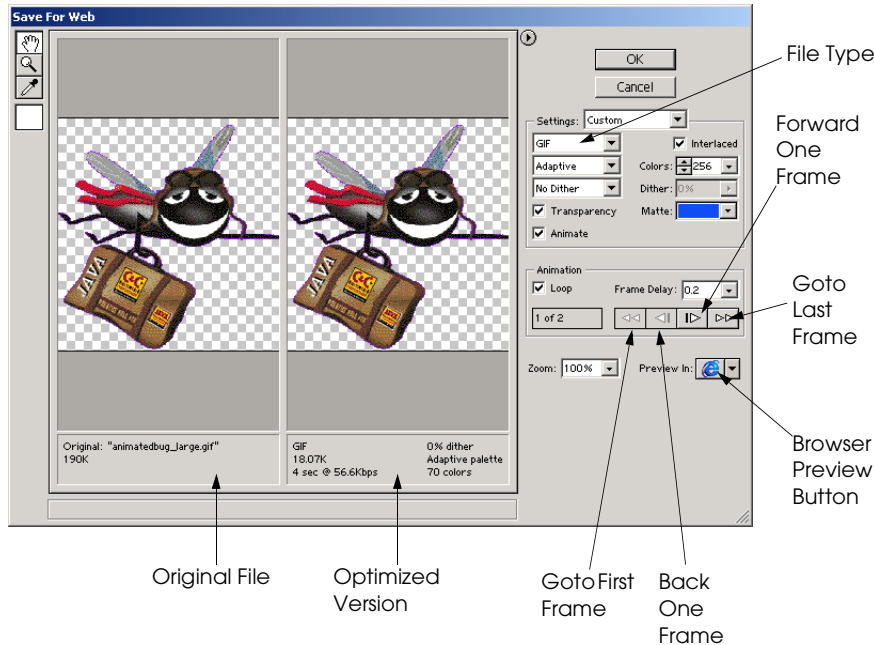 Save For Web
OK
Cancel
Settings: Custom
GIF
Interlaced
Adaptive
Colors: 256
No Dither
Dither: 0%
Transparency
Matte:
Animate
Animation
Loop
Frame Delay: 0.2
1 of 2
Zoom: 100%
Preview In:
JAVA
C&C
JAVA
C&C
Original: "animatedbug_large.gif"
190K
GIF
18.07K
4 sec @ 56.6Kbps
0% dither
Adaptive palette
70 colors
File Type
Forward
One
Frame
Goto
Last
Frame
Browser
Preview
Button
Original File
Optimized
Version
Goto First
Frame
Back
One
Frame